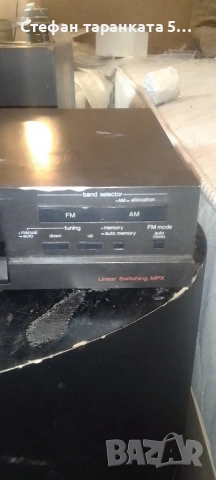 Стефан таранката 5...
band selector
•AM• attenuation
FM AM
tuning •memory FM mode
•manual •auto down up •auto memory auto mono
Linear Switching MPX
BAZAR